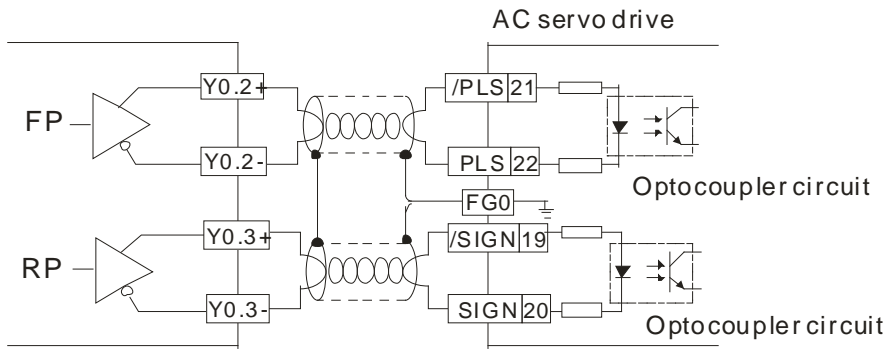 AC servo drive
FP
Y0.2+
/PLS 21
Y0.2-
PLS 22
Optocoupler circuit
FG0
RP
Y0.3+
/SIGN 19
Y0.3-
SIGN 20
Optocoupler circuit